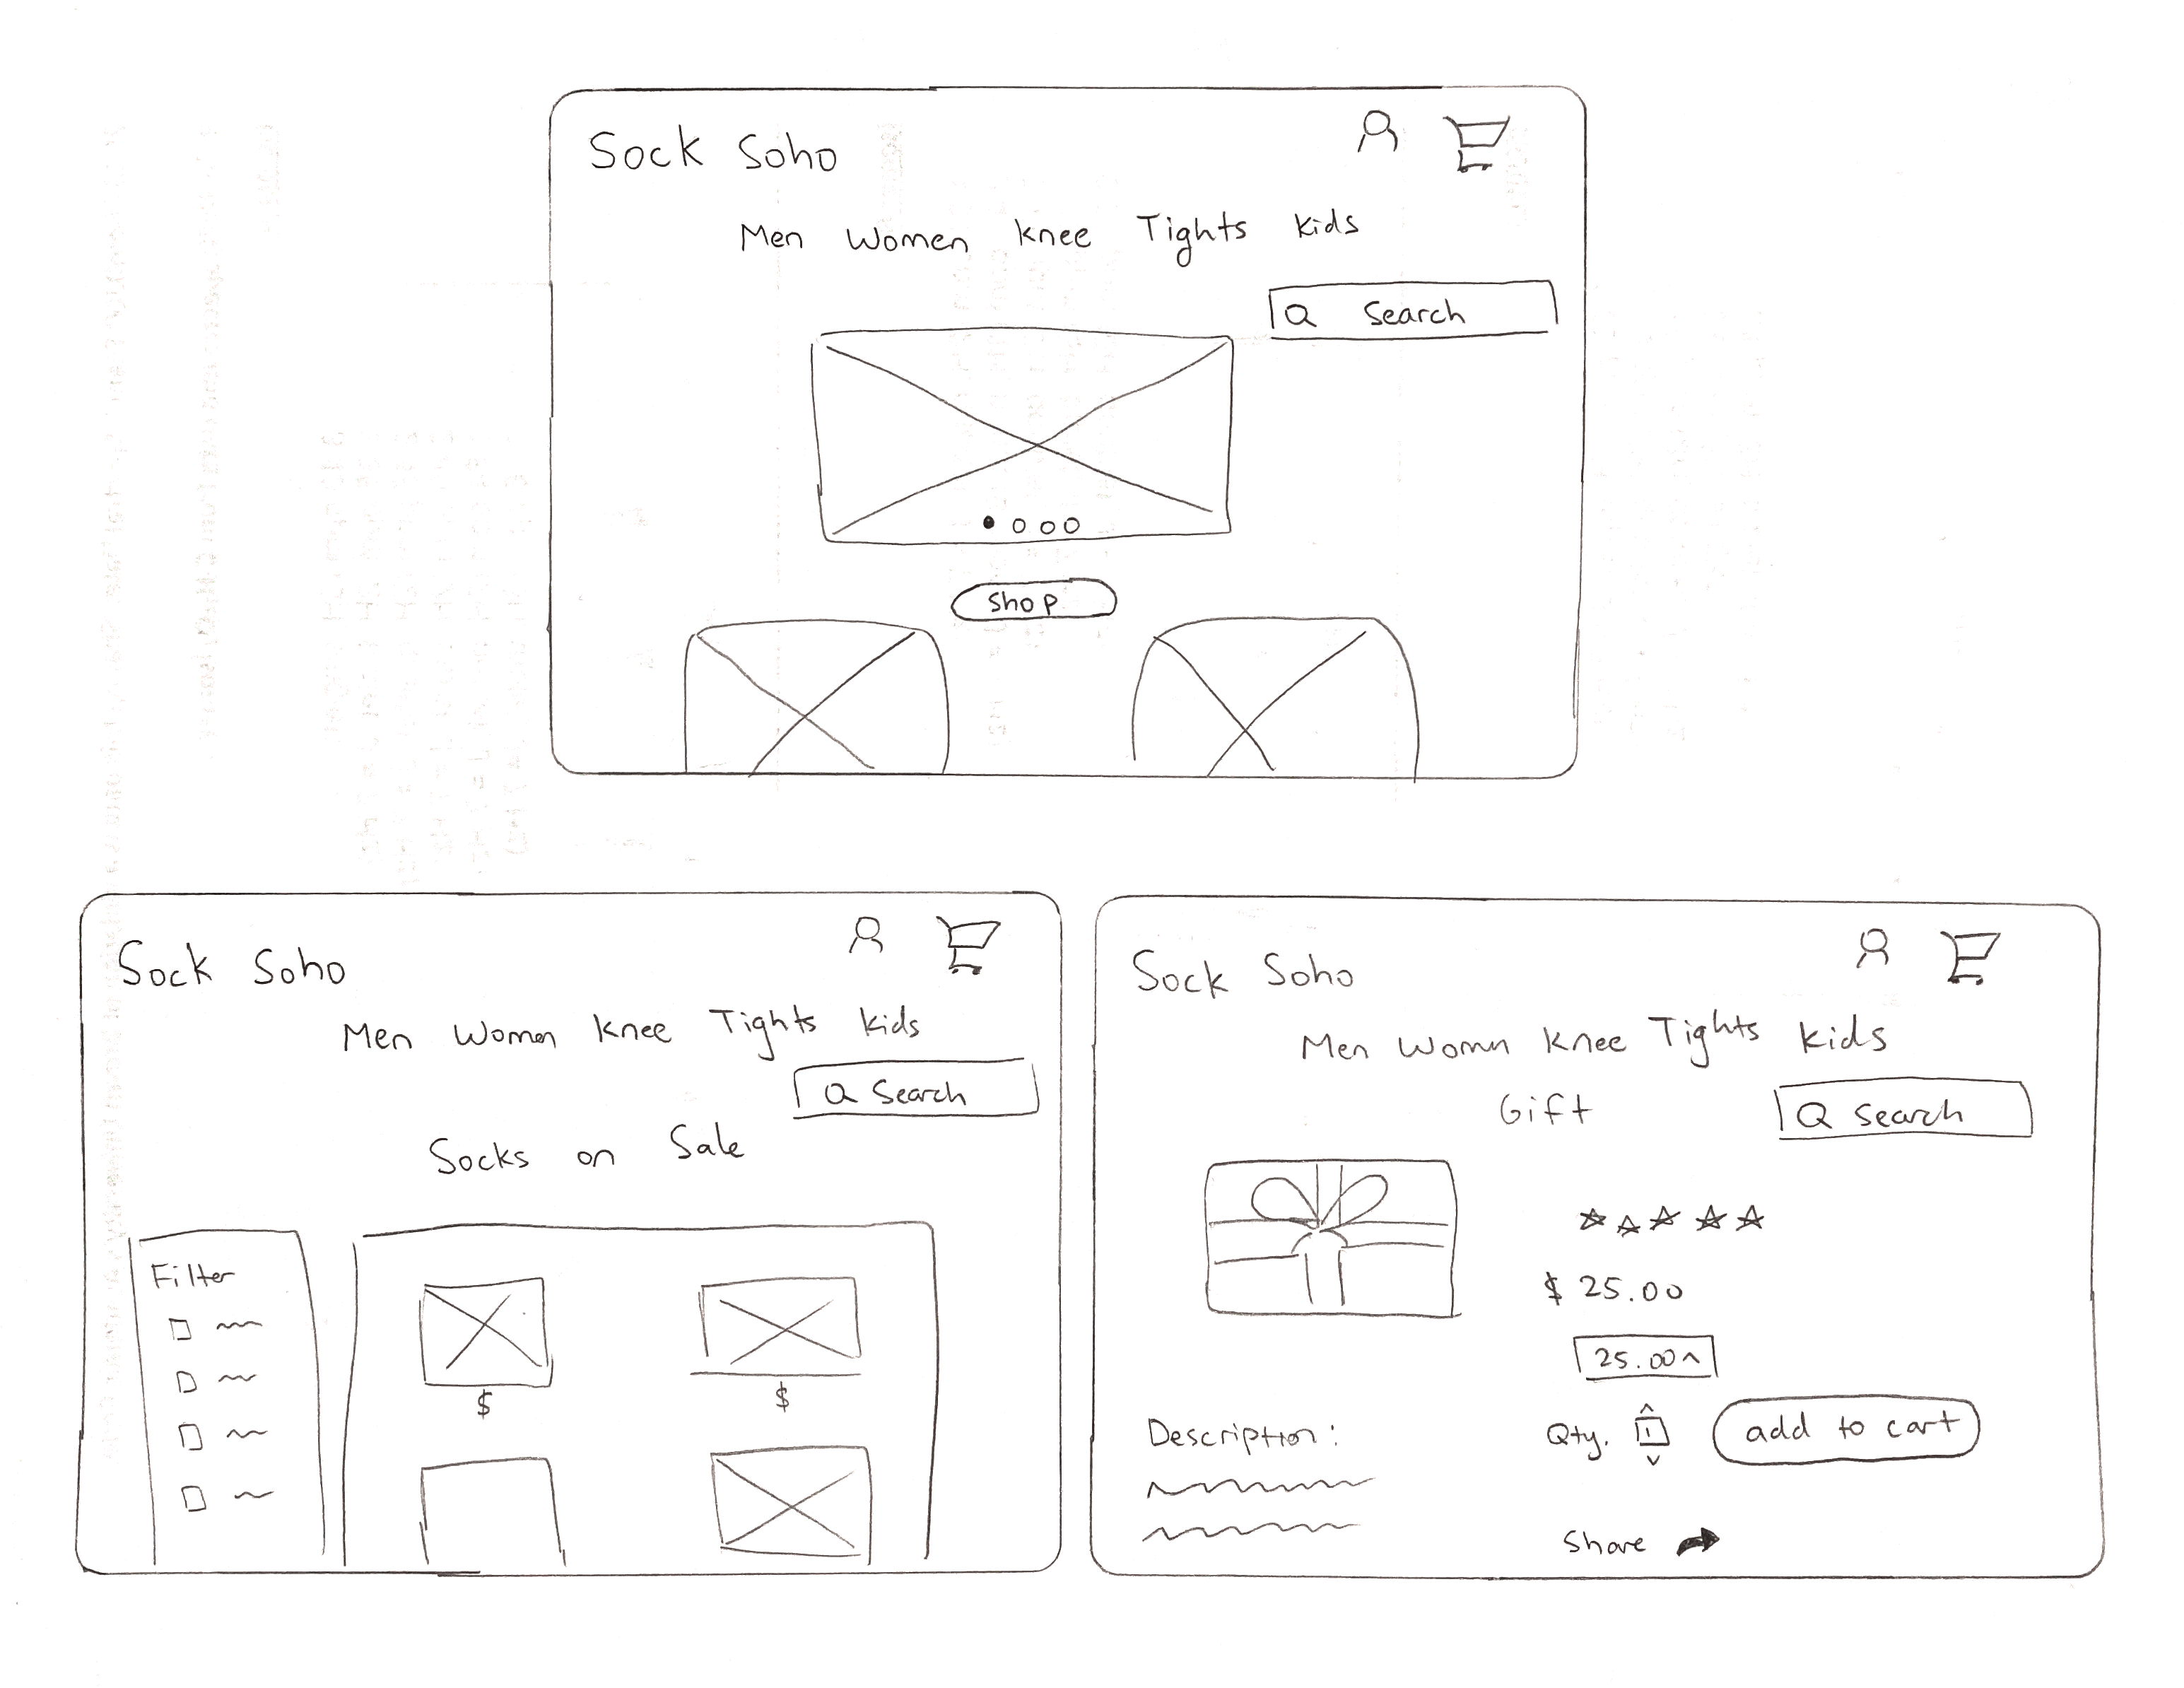 Sock Soho
Men Women Knee Tights Kids
Search
Shop
Sock Soho
Men Women Knee Tights Kids
Search
Socks on Sale
Filter
$ $
Sock Soho
Men Women Knee Tights Kids
Gift
Search
$ 25.00
25.00
Description:
Qty. 1 add to cart
Share